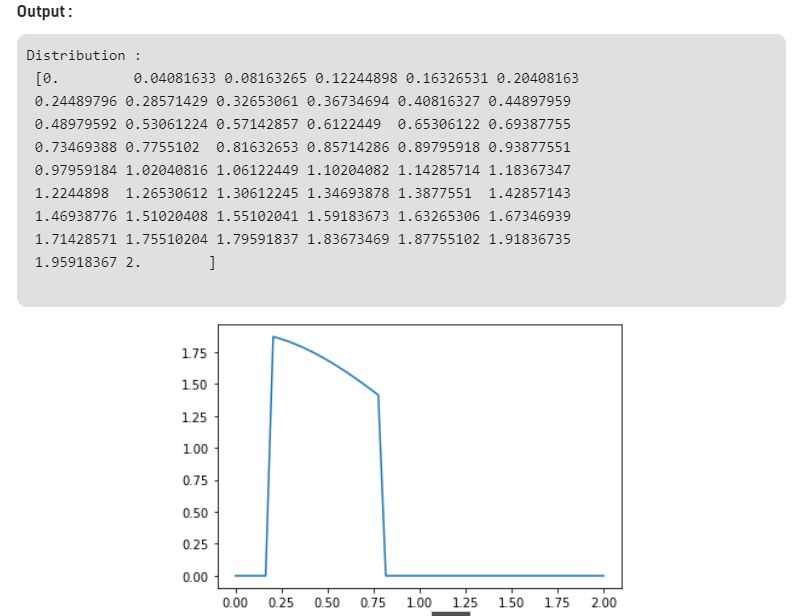 Output :
Distribution :
[0.         0.04081633 0.08163265 0.12244898 0.16326531 0.20408163
0.24489796 0.28571429 0.32653061 0.36734694 0.40816327 0.44897959
0.48979592 0.53061224 0.57142857 0.6122449  0.65306122 0.69387755
0.73469388 0.7755102  0.81632653 0.85714286 0.89795918 0.93877551
0.97959184 1.02040816 1.06122449 1.10204082 1.14285714 1.18367347
1.2244898  1.26530612 1.30612245 1.34693878 1.3877551  1.42857143
1.46938776 1.51020408 1.55102041 1.59183673 1.63265306 1.67346939
1.71428571 1.75510204 1.79591837 1.83673469 1.87755102 1.91836735
1.95918367 2.        ]
1.75
1.50
1.25
1.00
0.75
0.50
0.25
0.00
0.00 0.25 0.50 0.75 1.00 1.25 1.50 1.75 2.00